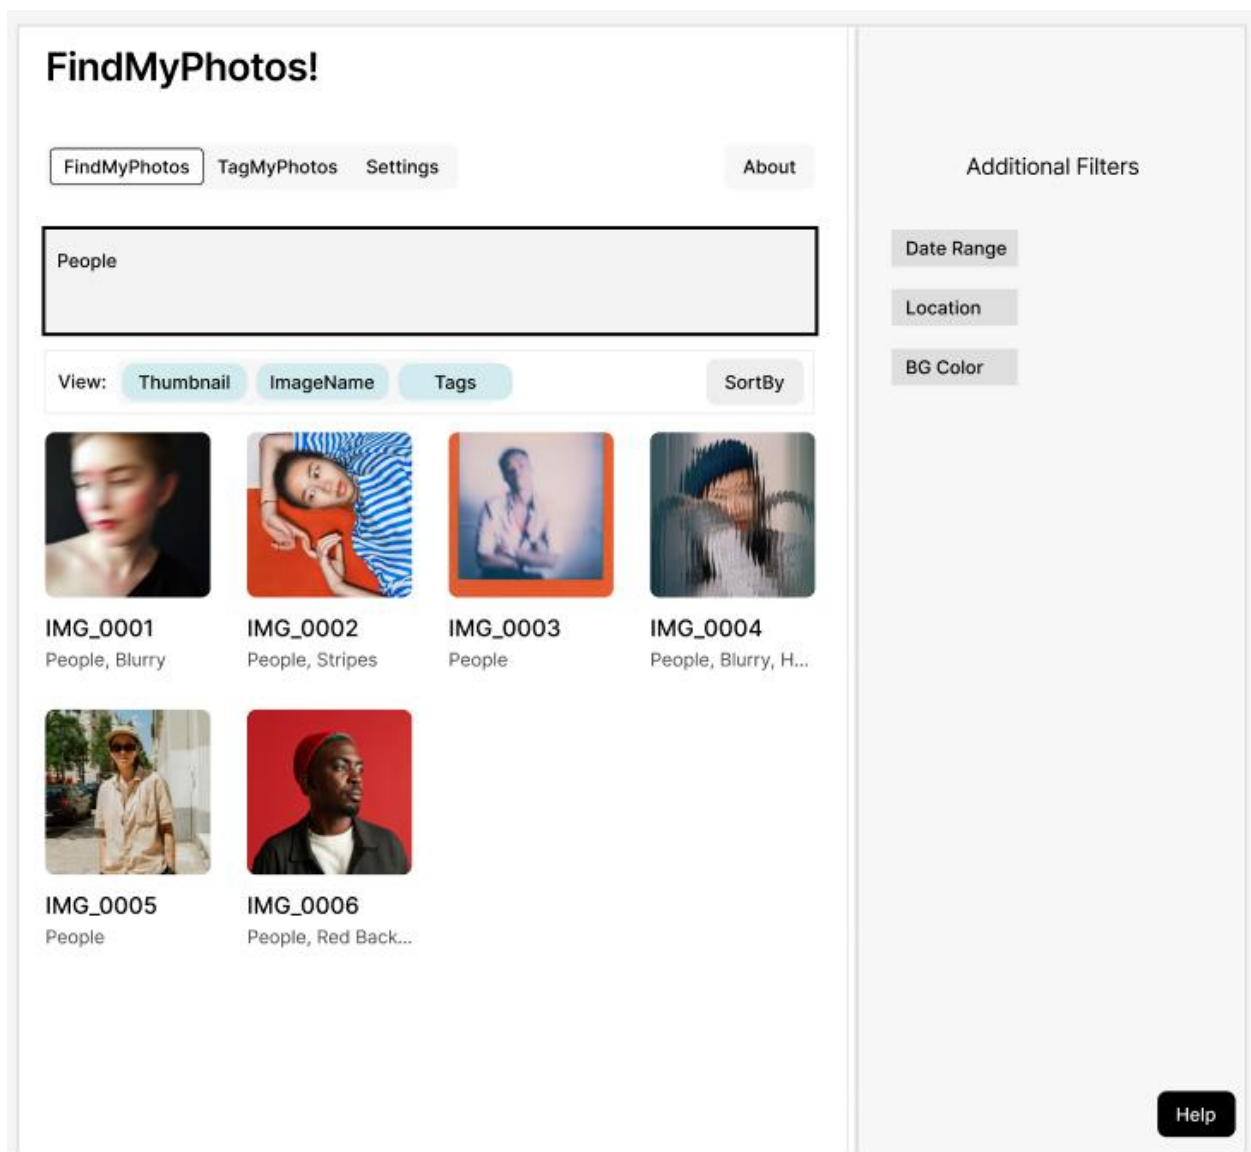 FindMyPhotos!
FindMyPhotos TagMyPhotos Settings About
People
View: Thumbnail ImageName Tags SortBy
IMG_0001 IMG_0002 IMG_0003 IMG_0004
People, Blurry People, Stripes People People, Blurry, H...
IMG_0005 IMG_0006
People People, Red Back...
Additional Filters
Date Range
Location
BG Color
Help